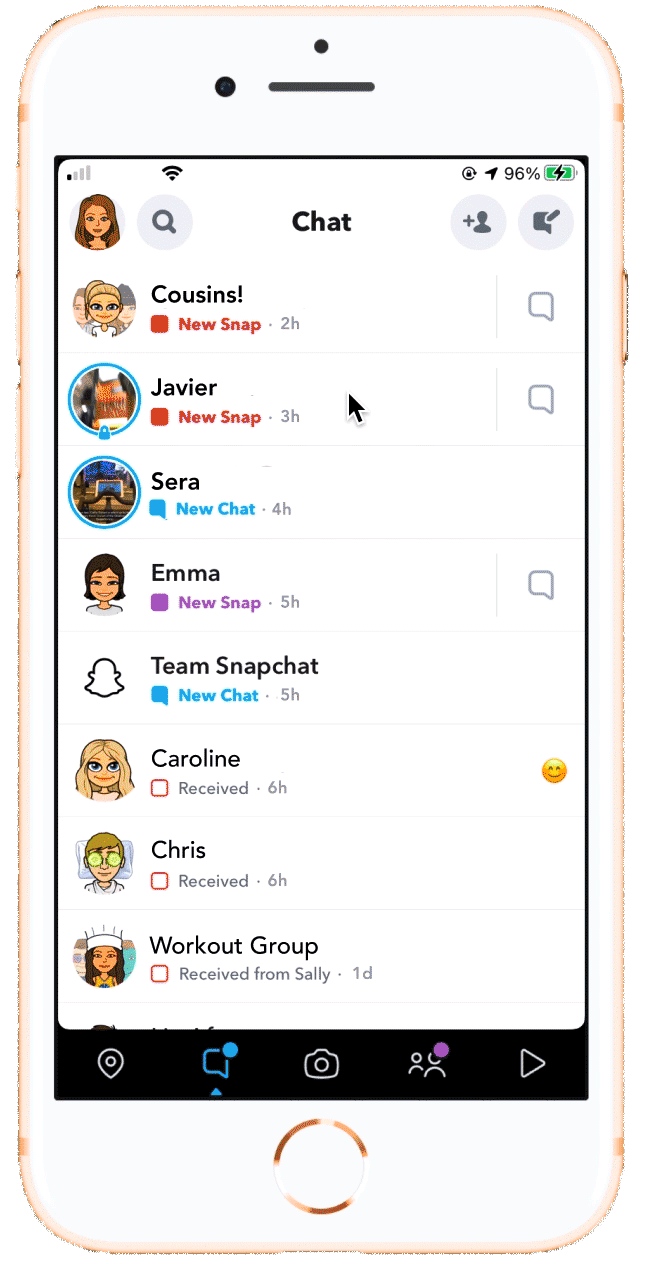 96%
Chat
Cousins!
New Snap · 2h
Javier
New Snap · 3h
Sera
New Chat · 4h
Emma
New Snap · 5h
Team Snapchat
New Chat · 5h
Caroline
Received · 6h
Chris
Received · 6h
Workout Group
Received from Sally · 1d